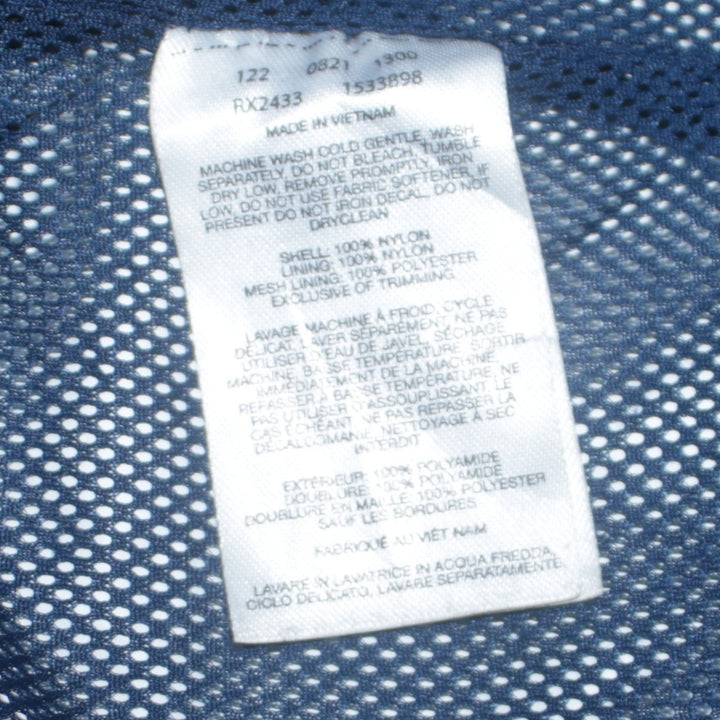 122 0821 1300
RX2433 1533898
MADE IN VIETNAM
MACHINE WASH COLD GENTLE, WASH
SEPARATELY, DO NOT BLEACH, TUMBLE
DRY LOW, REMOVE PROMPTLY, IRON
LOW, DO NOT USE FABRIC SOFTENER, IF
PRESENT DO NOT IRON DECAL, DO NOT
DRYCLEAN
SHELL: 100% NYLON
LINING: 100% NYLON
MESH LINING: 100% POLYESTER
EXCLUSIVE OF TRIMMING
LAVAGE MACHINE À FROID, CYCLE
DÉLICAT, LAVER SÉPARÉMENT, NE PAS
UTILISER D'EAU DE JAVEL, SÉCHAGE
MACHINE, BASSE TEMPÉRATURE, SORTIR
IMMÉDIATEMENT DE LA MACHINE,
REPASSER À BASSE TEMPÉRATURE, NE
PAS UTILISER D'ASSOUPLISSANT, LE
CAS ÉCHÉANT, NE PAS REPASSER LA
DÉCALCOMANIE, NETTOYAGE À SEC
INTERDIT
EXTÉRIEUR: 100% POLYAMIDE
DOUBLURE: 100% POLYAMIDE
DOUBLURE EN MAILLE: 100% POLYESTER
SAUF LES BORDURES
FABRIQUÉ AU VIÊT NAM
LAVARE IN LAVATRICE IN ACQUA FREDDA,
CICLO DELICATO, LAVARE SEPARATAMENTE,